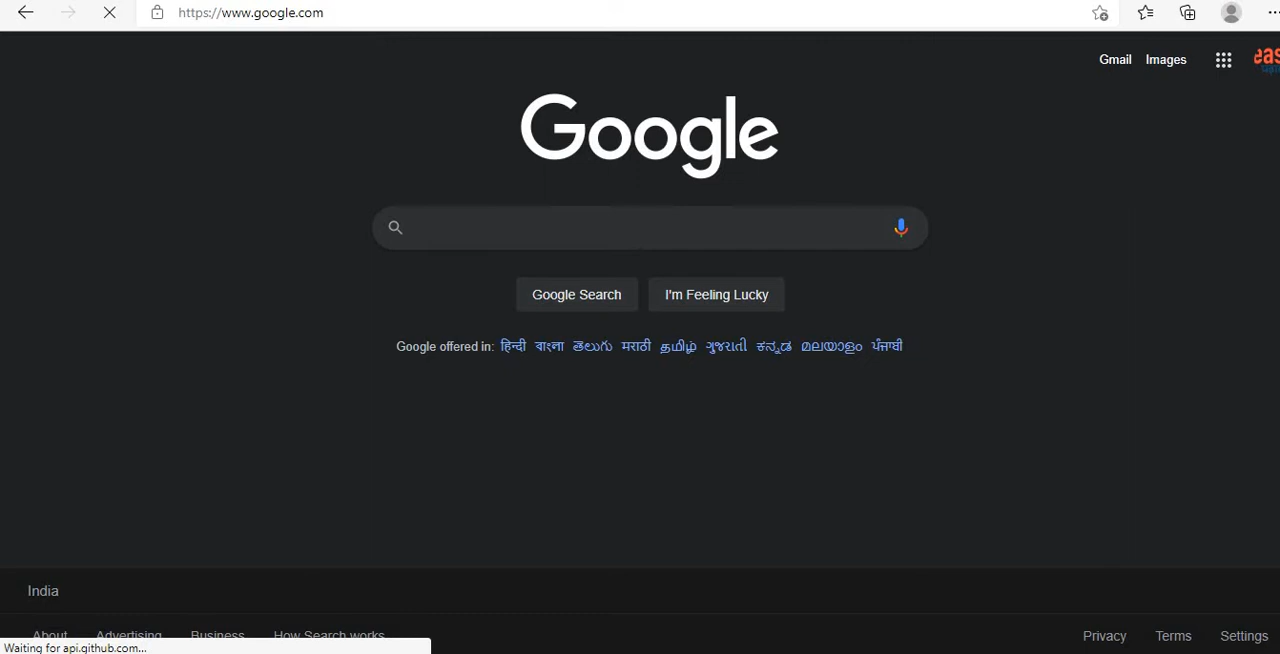 https://www.google.com
Gmail Images
Google
Google Search I'm Feeling Lucky
Google offered in: हिन्दी বাংলা తెలుగు मराठी தமிழ் ગુજરાતી ಕನ್ನಡ മലയാളം ਪੰਜਾਬੀ
India
About Advertising Business How Search works Privacy Terms Settings
Waiting for api.github.com...